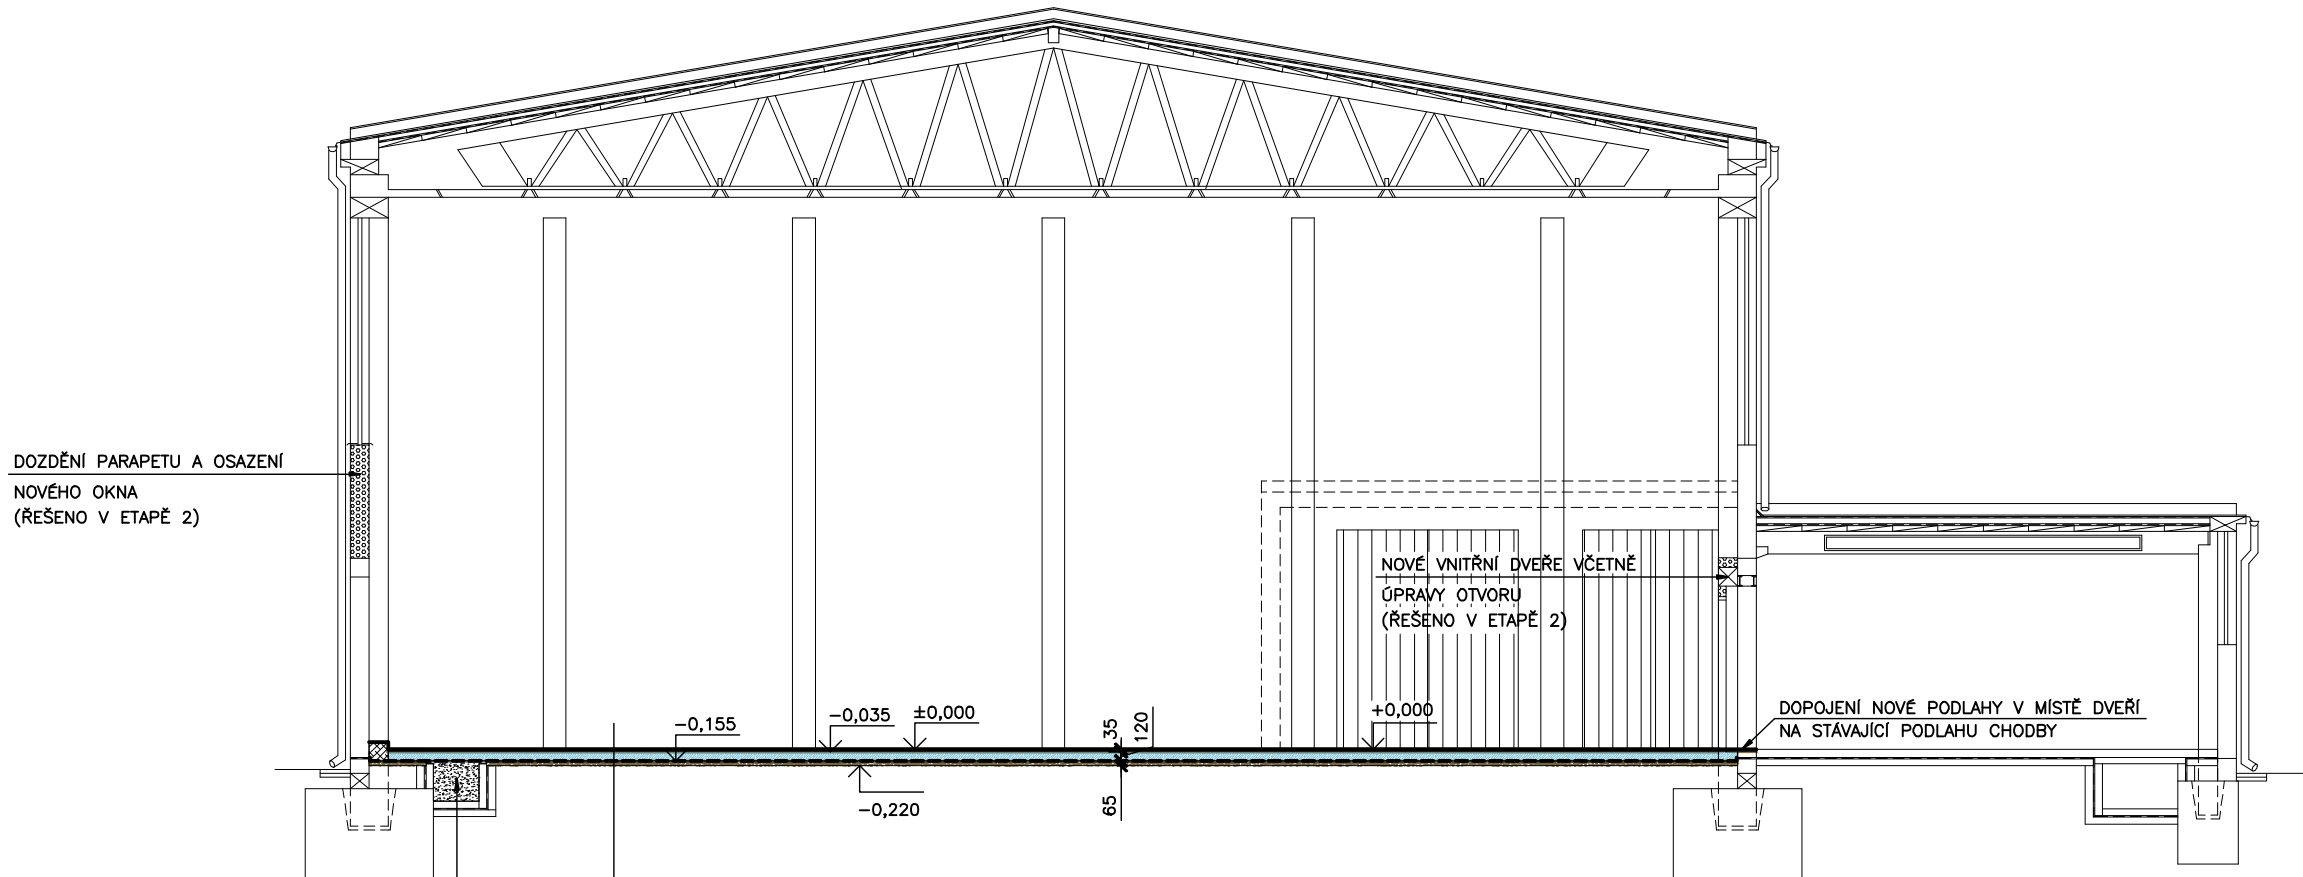 DOZDĚNÍ PARAPETU A OSAZENÍ
NOVÉHO OKNA
(ŘEŠENO V ETAPĚ 2)
NOVÉ VNITŘNÍ DVEŘE VČETNĚ
ÚPRAVY OTVORU
(ŘEŠENO V ETAPĚ 2)
DOPOJENÍ NOVÉ PODLAHY V MÍSTĚ DVEŘÍ
NA STÁVAJÍCÍ PODLAHU CHODBY
-0,155
-0,035
±0,000
35
120
+0,000
-0,220
65